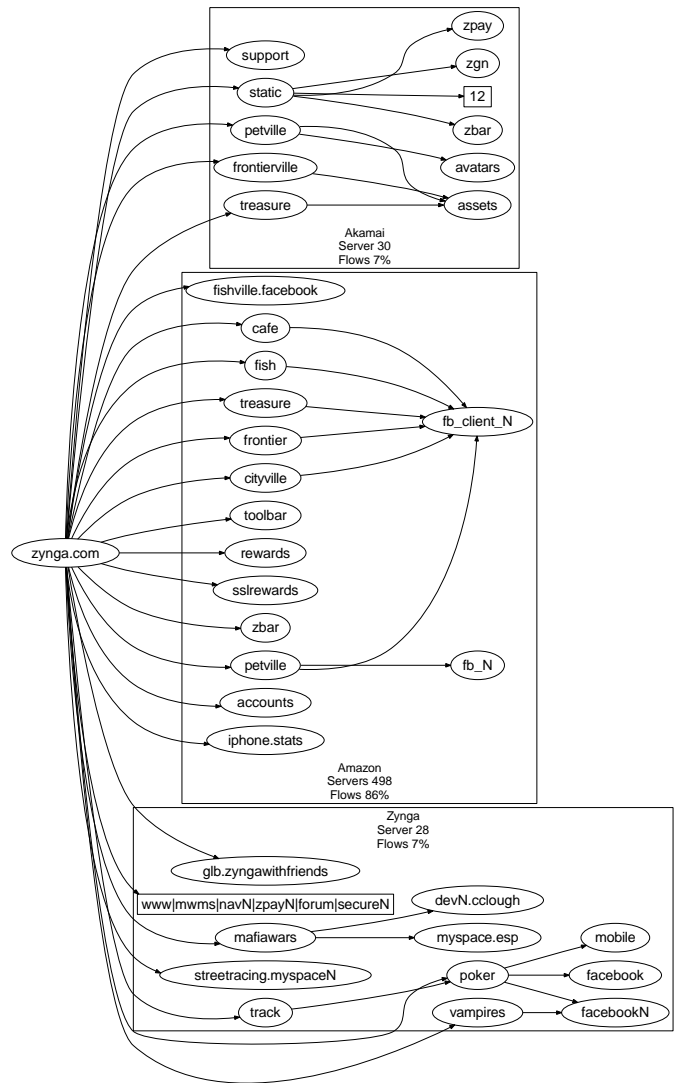 zpay
support
zgn
static
12
petville
zbar
frontierville
avatars
treasure
assets
Akamai
Server 30
Flows 7%
fishville.facebook
cafe
fish
treasure
fb_client_N
frontier
cityville
toolbar
zynga.com
rewards
sslrewards
zbar
petville
fb_N
accounts
iphone.stats
Amazon
Servers 498
Flows 86%
Zynga
Server 28
Flows 7%
glb.zyngawithfriends
www|mwms|navN|zpayN|forum|secureN
devN.cclough
mafiawars
myspace.esp
mobile
streetracing.myspaceN
poker
facebook
track
vampires
facebookN